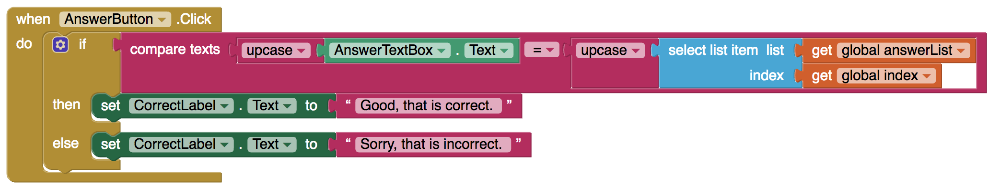 when AnswerButton .Click
do if compare texts upcase AnswerTextBox . Text = upcase select list item list get global answerList
index get global index
then set CorrectLabel . Text to “ Good, that is correct. ”
else set CorrectLabel . Text to “ Sorry, that is incorrect. ”